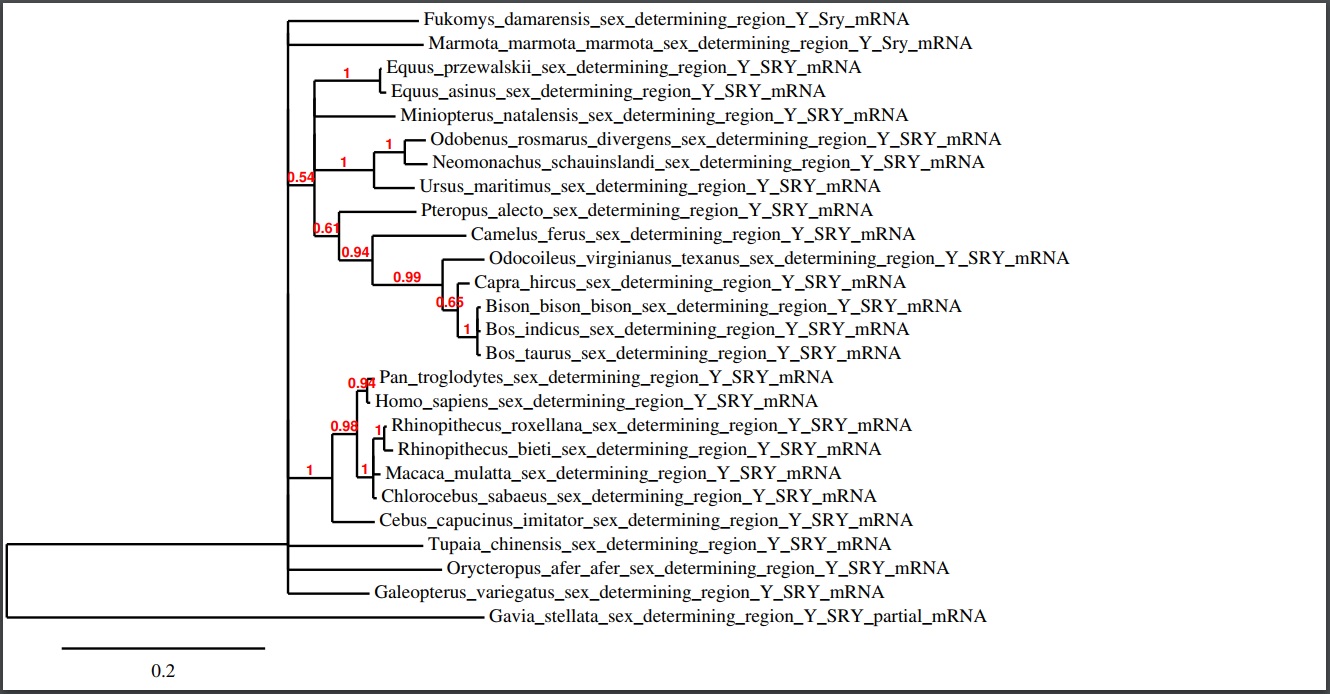 Fukomys_damarensis_sex_determining_region_Y_Sry_mRNA
Marmota_marmota_marmota_sex_determining_region_Y_Sry_mRNA
1
Equus_przewalskii_sex_determining_region_Y_SRY_mRNA
Equus_asinus_sex_determining_region_Y_SRY_mRNA
Miniopterus_natalensis_sex_determining_region_Y_SRY_mRNA
Odobenus_rosmarus_divergens_sex_determining_region_Y_SRY_mRNA
1
Neomonachus_schauinslandi_sex_determining_region_Y_SRY_mRNA
1
0.54
Ursus_maritimus_sex_determining_region_Y_SRY_mRNA
Pteropus_alecto_sex_determining_region_Y_SRY_mRNA
0.61
Camelus_ferus_sex_determining_region_Y_SRY_mRNA
0.94
Odocoileus_virginianus_texanus_sex_determining_region_Y_SRY_mRNA
0.99
Capra_hircus_sex_determining_region_Y_SRY_mRNA
0.65
Bison_bison_bison_sex_determining_region_Y_SRY_mRNA
1
Bos_indicus_sex_determining_region_Y_SRY_mRNA
Bos_taurus_sex_determining_region_Y_SRY_mRNA
0.94
Pan_troglodytes_sex_determining_region_Y_SRY_mRNA
Homo_sapiens_sex_determining_region_Y_SRY_mRNA
0.98
1
Rhinopithecus_roxellana_sex_determining_region_Y_SRY_mRNA
Rhinopithecus_bieti_sex_determining_region_Y_SRY_mRNA
1
1
Macaca_mulatta_sex_determining_region_Y_SRY_mRNA
Chlorocebus_sabaeus_sex_determining_region_Y_SRY_mRNA
Cebus_capucinus_imitator_sex_determining_region_Y_SRY_mRNA
Tupaia_chinensis_sex_determining_region_Y_SRY_mRNA
Orycteropus_afer_afer_sex_determining_region_Y_SRY_mRNA
Galeopterus_variegatus_sex_determining_region_Y_SRY_mRNA
Gavia_stellata_sex_determining_region_Y_SRY_partial_mRNA
0.2